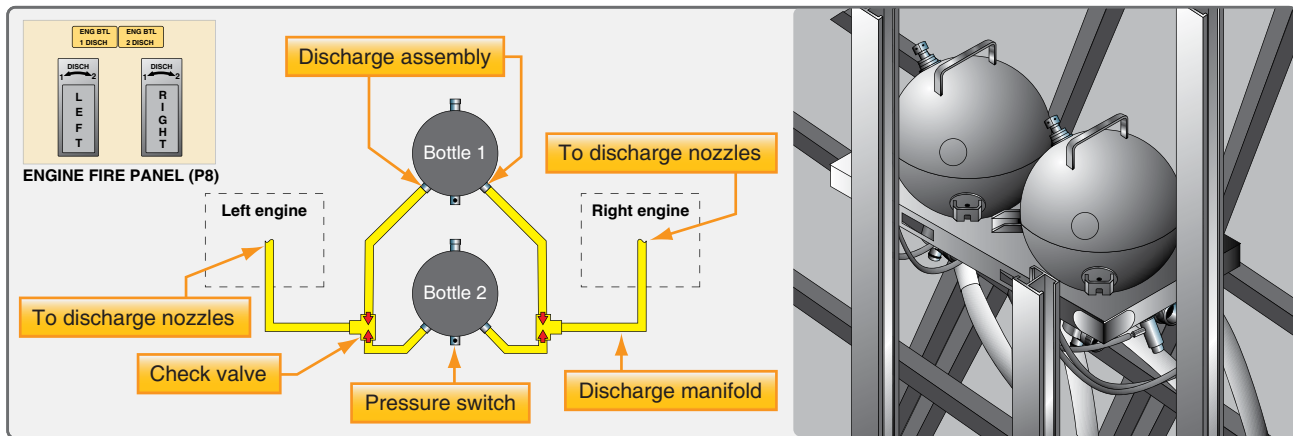 ENG BTL
1 DISCH
ENG BTL
2 DISCH
DISCH
1 2
LEFT
DISCH
1 2
RIGHT
ENGINE FIRE PANEL (P8)
Discharge assembly
Bottle 1
To discharge nozzles
Left engine
Right engine
Bottle 2
To discharge nozzles
Check valve
Pressure switch
Discharge manifold